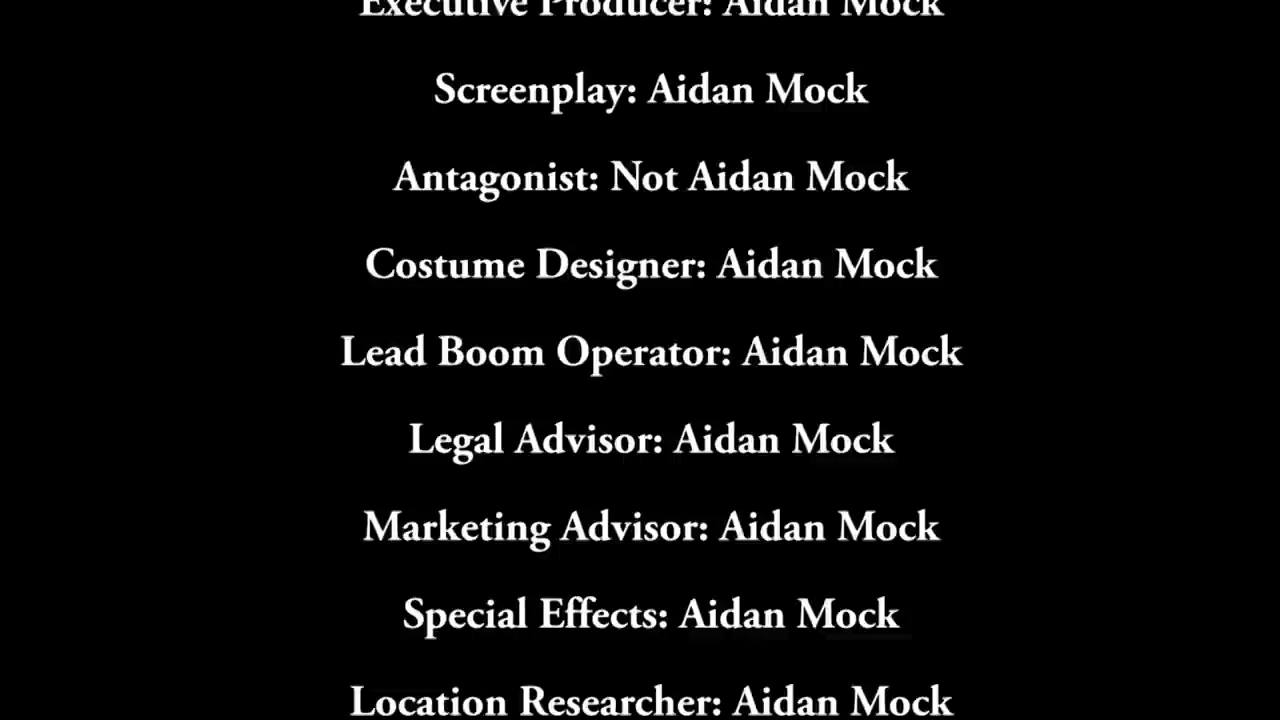 Executive Producer: Aidan Mock
Screenplay: Aidan Mock
Antagonist: Not Aidan Mock
Costume Designer: Aidan Mock
Lead Boom Operator: Aidan Mock
Legal Advisor: Aidan Mock
Marketing Advisor: Aidan Mock
Special Effects: Aidan Mock
Location Researcher: Aidan Mock